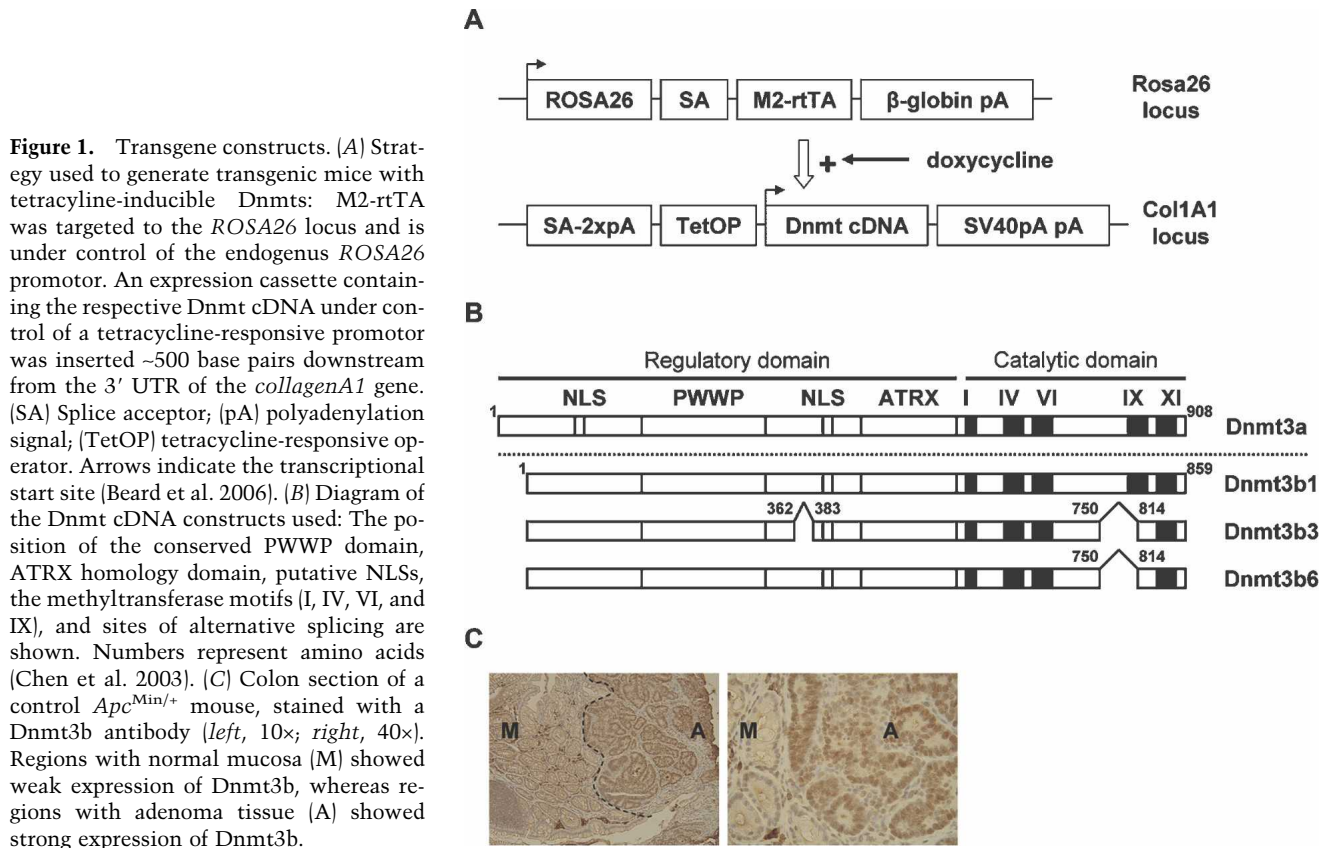 Figure 1. Transgene constructs. (A) Strat-
egy used to generate transgenic mice with
tetracyline-inducible Dnmts: M2-rtTA
was targeted to the ROSA26 locus and is
under control of the endogenus ROSA26
promotor. An expression cassette contain-
ing the respective Dnmt cDNA under con-
trol of a tetracycline-responsive promotor
was inserted ~500 base pairs downstream
from the 3′ UTR of the collagenA1 gene.
(SA) Splice acceptor; (pA) polyadenylation
signal; (TetOP) tetracycline-responsive op-
erator. Arrows indicate the transcriptional
start site (Beard et al. 2006). (B) Diagram of
the Dnmt cDNA constructs used: The po-
sition of the conserved PWWP domain,
ATRX homology domain, putative NLSs,
the methyltransferase motifs (I, IV, VI, and
IX), and sites of alternative splicing are
shown. Numbers represent amino acids
(Chen et al. 2003). (C) Colon section of a
control ApcMin/+ mouse, stained with a
Dnmt3b antibody (left, 10×; right, 40×).
Regions with normal mucosa (M) showed
weak expression of Dnmt3b, whereas re-
gions with adenoma tissue (A) showed
strong expression of Dnmt3b.
A
ROSA26 SA M2-rtTA β-globin pA
Rosa26
locus
+ doxycycline
SA-2xpA TetOP Dnmt cDNA SV40pA pA
Col1A1
locus
B
Regulatory domain Catalytic domain
NLS PWWP NLS ATRX I IV VI IX XI
1 908 Dnmt3a
1 859 Dnmt3b1
362 383 750 814 Dnmt3b3
750 814 Dnmt3b6
C
M A M A